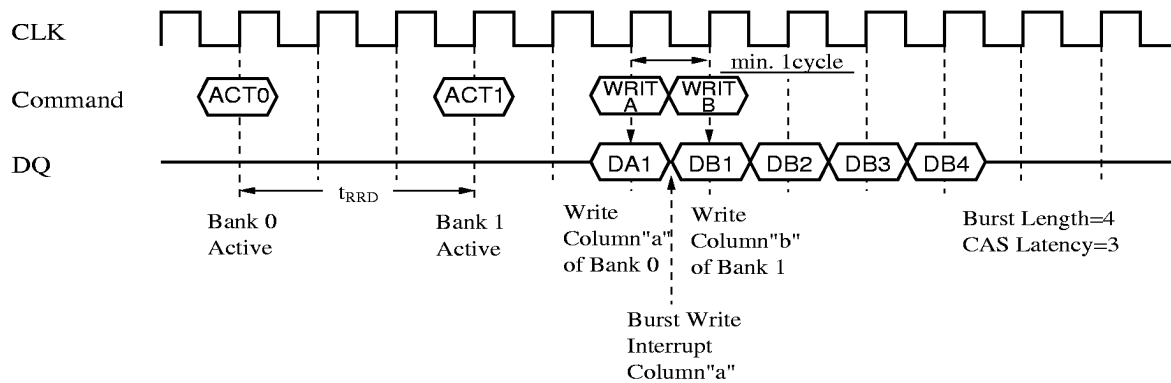 CLK
min. 1cycle
Command
ACT0
ACT1
WRIT
A
WRIT
B
DQ
DA1
DB1
DB2
DB3
DB4
tRRD
Bank 0
Active
Bank 1
Active
Write
Column"a"
of Bank 0
Write
Column"b"
of Bank 1
Burst Length=4
CAS Latency=3
Burst Write
Interrupt
Column"a"